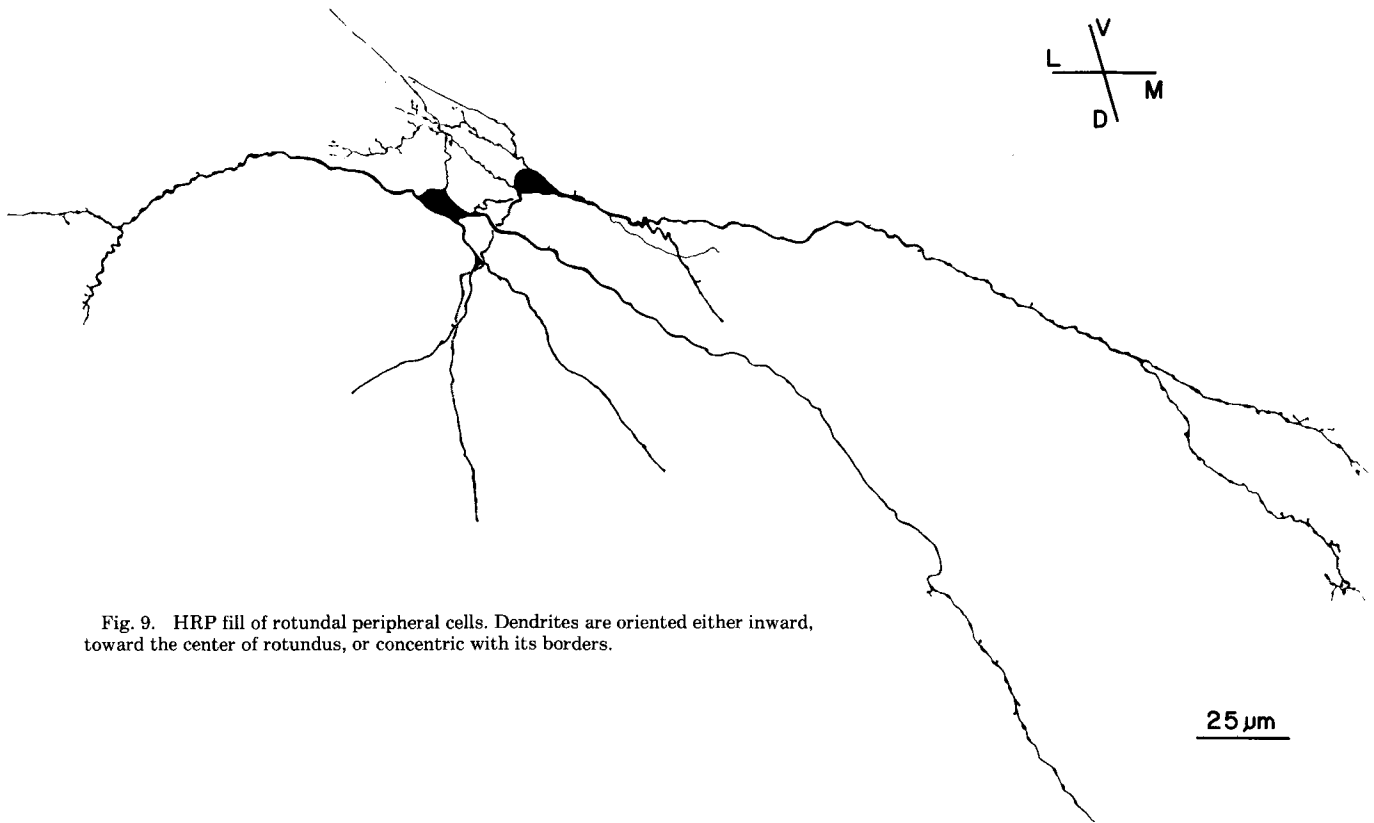 V
L
M
D
Fig. 9. HRP fill of rotundal peripheral cells. Dendrites are oriented either inward,
toward the center of rotundus, or concentric with its borders.
25 µm